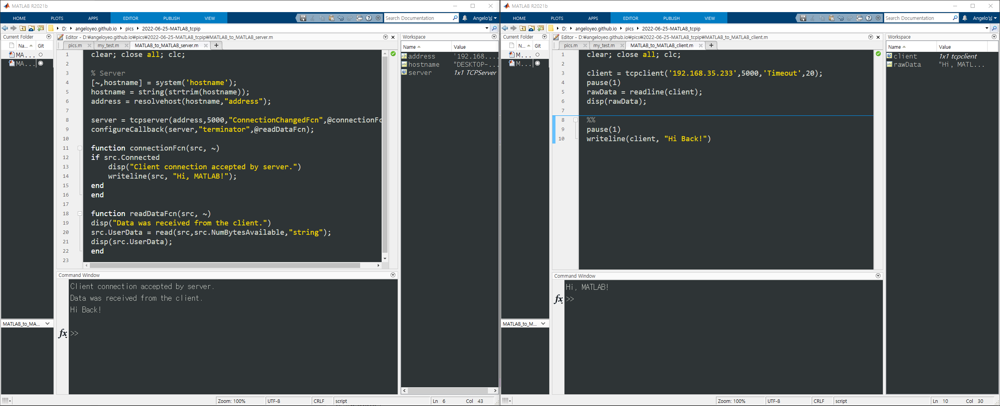 MATLAB R2021b
HOME PLOTS APPS EDITOR PUBLISH VIEW Search Documentation Angelo님
D: angeloyeo.github.io pics 2022-06-25-MATLAB_tcpip
Current Folder
Na... Git
MA...
MA...
MATLAB_to_MA...
Editor - D:₩angeloyeo.github.io₩pics₩2022-06-25-MATLAB_tcpip₩MATLAB_to_MATLAB_server.m
pics.m my_test.m MATLAB_to_MATLAB_server.m +
1 clear; close all; clc;
2
3 % Server
4 [~,hostname] = system('hostname');
5 hostname = string(strtrim(hostname));
6 address = resolvehost(hostname,"address");
7
8 server = tcpserver(address,5000,"ConnectionChangedFcn",@connectionFc
9 configureCallback(server,"terminator",@readDataFcn);
10
11 function connectionFcn(src, ~)
12 if src.Connected
13 disp("Client connection accepted by server.")
14 writeline(src, "Hi, MATLAB!");
15 end
16 end
17
18 function readDataFcn(src, ~)
19 disp("Data was received from the client.")
20 src.UserData = read(src,src.NumBytesAvailable,"string");
21 disp(src.UserData);
22 end
23
Command Window
Client connection accepted by server.
Data was received from the client.
Hi Back!
fx >>
Workspace
Name Value
address '192.168....
hostname "DESKTOP-...
server 1x1 TCPServer
Zoom: 100% UTF-8 CRLF script Ln 6 Col 43
MATLAB R2021b
HOME PLOTS APPS EDITOR PUBLISH VIEW Search Documentation Angelo님
D: angeloyeo.github.io pics 2022-06-25-MATLAB_tcpip
Current Folder
N... Git
M...
M...
MATLAB_to_M...
Editor - D:₩angeloyeo.github.io₩pics₩2022-06-25-MATLAB_tcpip₩MATLAB_to_MATLAB_client.m
pics.m my_test.m MATLAB_to_MATLAB_client.m +
1 clear; close all; clc;
2
3 client = tcpclient('192.168.35.233',5000,'Timeout',20);
4 pause(1)
5 rawData = readline(client);
6 disp(rawData);
7
8 %%
9 pause(1)
10 writeline(client, "Hi Back!")
Command Window
Hi, MATLAB!
fx >>
Workspace
Name Value
client 1x1 tcpclient
rawData "Hi, MATL...
Zoom: 100% UTF-8 CRLF script Ln 10 Col 30